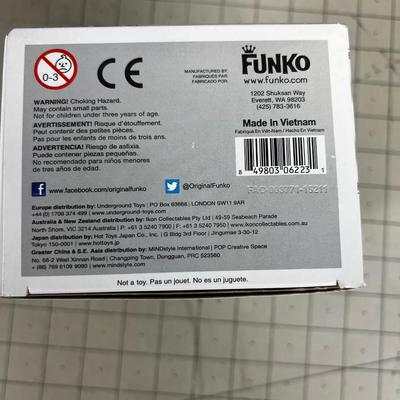 0-3
CE
MANUFACTURED BY:
FABRIQUÉ PAR:
FABRICADO POR:
FUNKO
www.funko.com
1202 Shuksan Way
Everett, WA 98203
(425) 783-3616
WARNING! Choking Hazard.
May contain small parts.
Not for children under three years of age.
AVERTISSEMENT! Risque d'étouffement.
Peut contenir des petites pièces.
Pas pour les enfants de moins de trois ans.
ADVERTENCIA! Riesgo de asfixia.
Puede contener piezas pequeñas.
No recomendado para niños menores
de tres años de edad.
Made In Vietnam
Fabriqué En Viêt-Nam / Hecho En Vietnam
8 49803 06223 1
FAC-013771-15211
www.facebook.com/originalfunko
@OriginalFunko
Europe distribution by: Underground Toys | PO Box 63668 | LONDON SW11 9AR
+44 (0) 1708 374 499 | www.underground-toys.com
Australia & New Zealand distribution by: Ikon Collectables Pty Ltd | 49-59 Seabeach Parade
North Shore, VIC 3214 Australia | P: +61 3 5240 7900 | F: +61 3 5240 7950 | www.ikoncollectables.com.au
Japan distribution by: Hot Toys Japan Co., Inc. | G Bldg 3rd Floor | Jingumae 3-30-12
Tokyo 150-0001 | www.hottoys.jp
Greater China & S.E. Asia distribution by: MINDstyle International | POP Creative Space
No. 66-2 West Xinnan Road | Changping Town, Dongguan, PRC 523560
+ (86) 769 8109 9080 | www.mindstyle.com
Not a toy. Pas un jouet. No es un juguete.